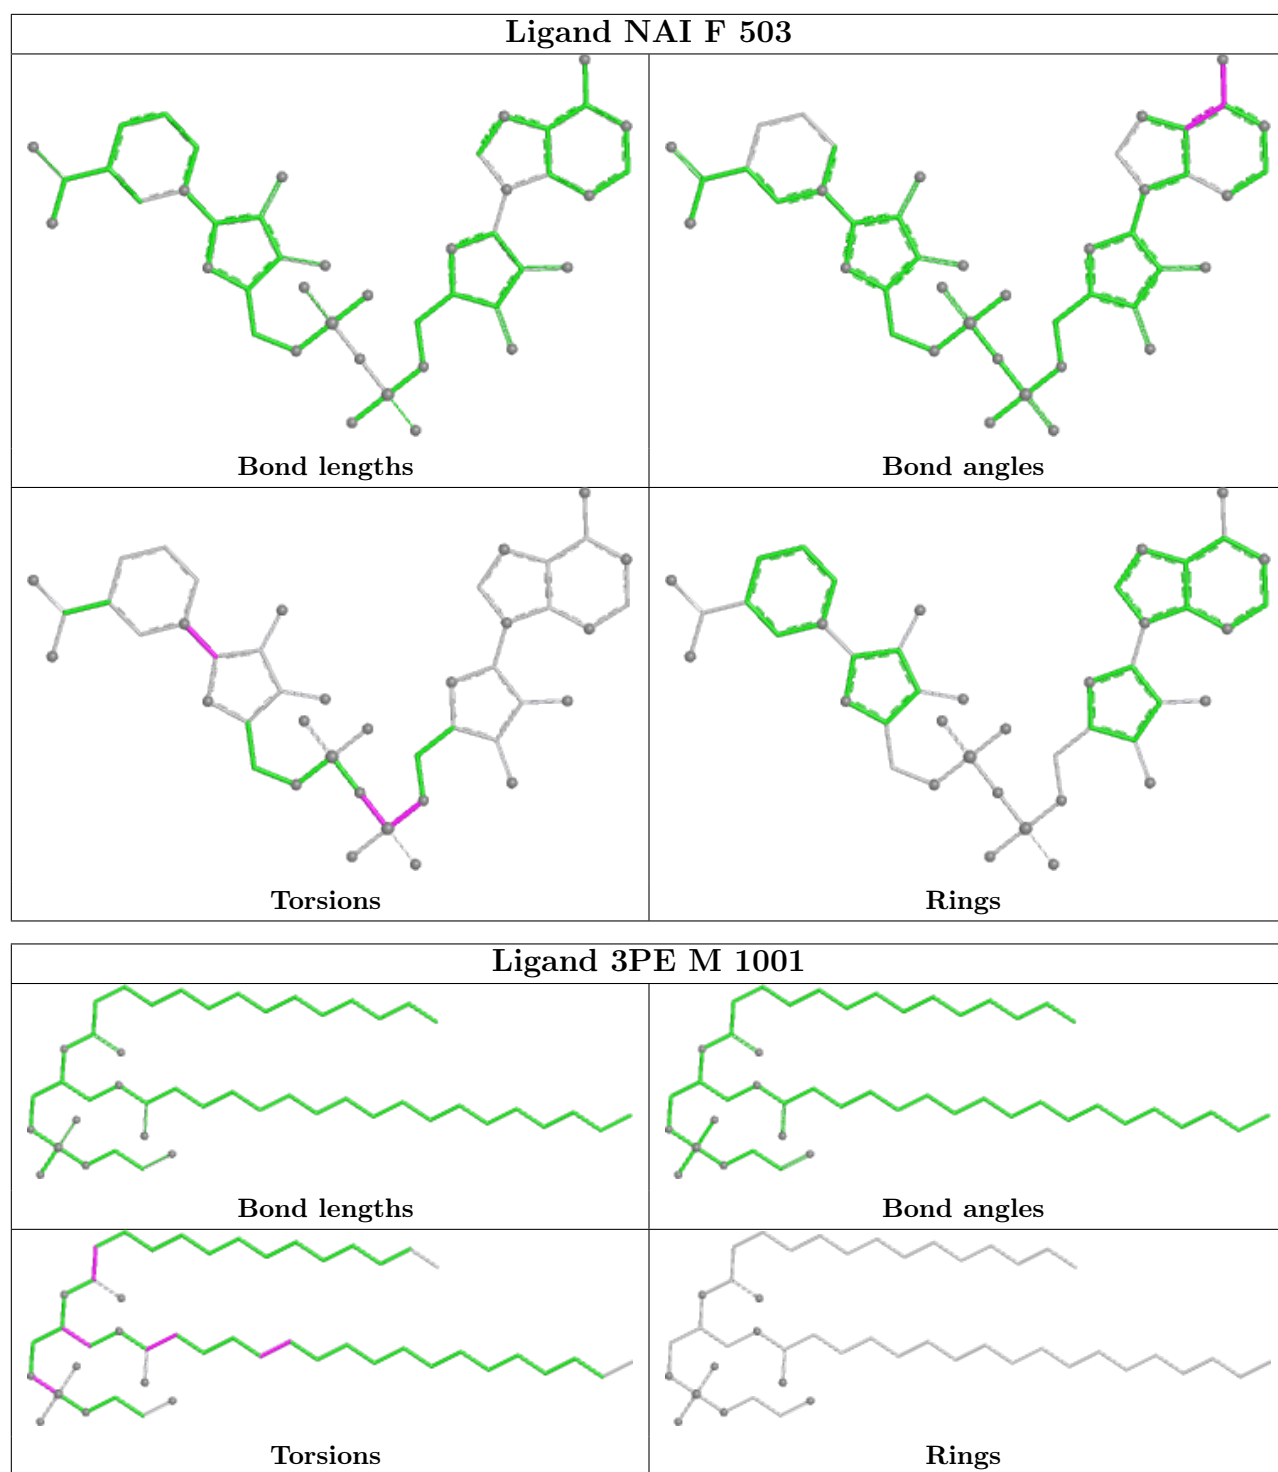 Ligand NAI F 503
Bond lengths
Bond angles
Torsions
Rings
Ligand 3PE M 1001
Bond lengths
Bond angles
Torsions
Rings